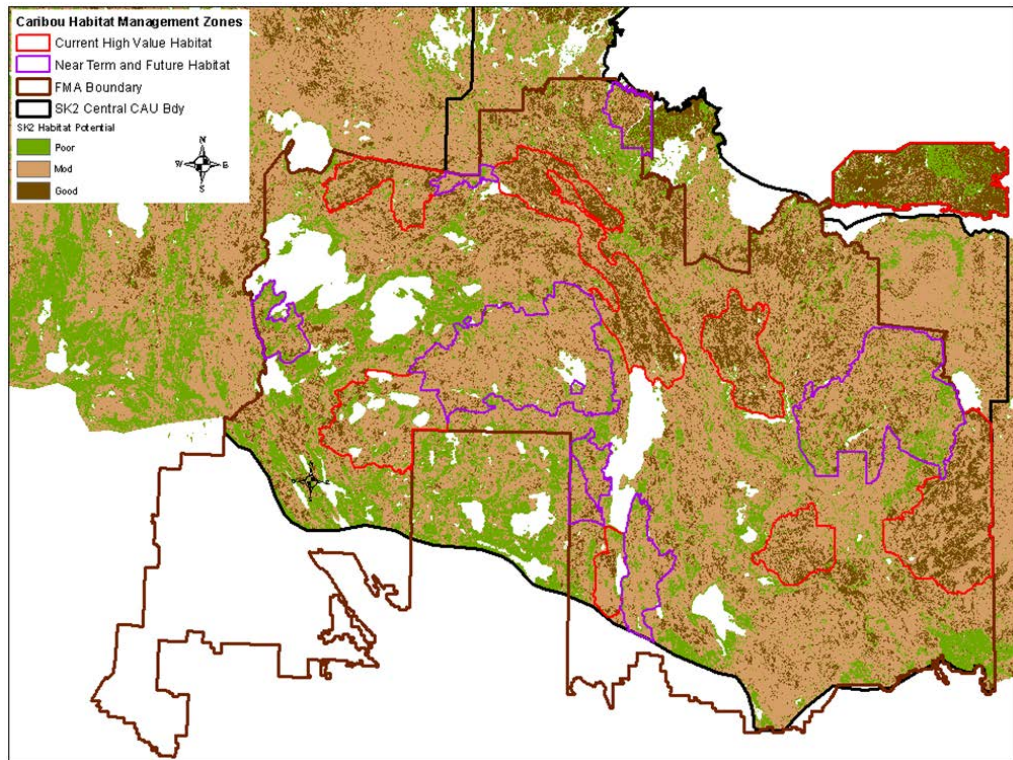 Caribou Habitat Management Zones
Current High Value Habitat
Near Term and Future Habitat
FMA Boundary
SK2 Central CAU Bdy
SK2 Habitat Potential
Poor
Mod
Good
N
W E
S